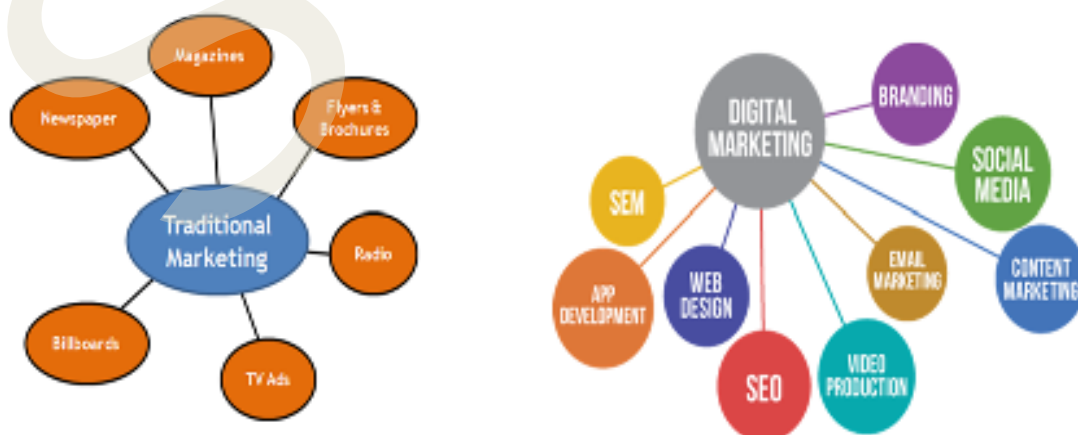 Magazines
Newspaper
Flyers &
Brochures
Traditional
Marketing
Radio
Billboards
TV Ads
DIGITAL
MARKETING
BRANDING
SOCIAL
MEDIA
SEM
EMAIL
MARKETING
CONTENT
MARKETING
APP
DEVELOPMENT
WEB
DESIGN
SEO
VIDEO
PRODUCTION